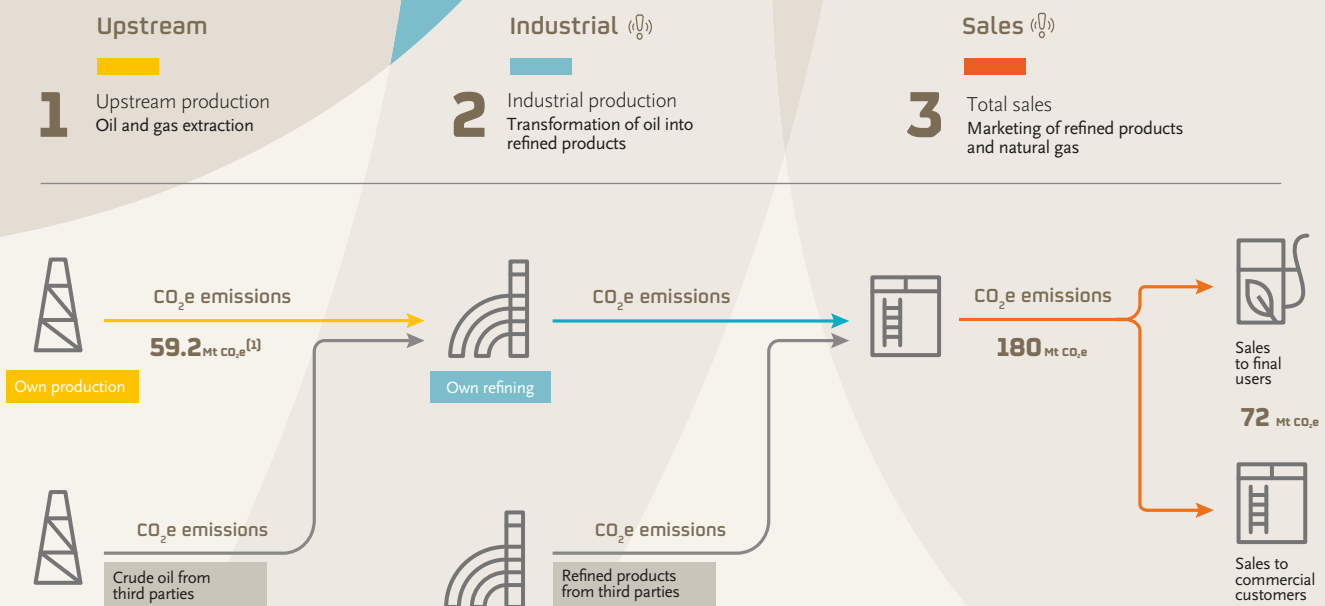 Upstream
Industrial
Sales
1
Upstream production
Oil and gas extraction
2
Industrial production
Transformation of oil into
refined products
3
Total sales
Marketing of refined products
and natural gas
CO₂e emissions
59.2 Mt CO₂e[1]
Own production
CO₂e emissions
Own refining
CO₂e emissions
180 Mt CO₂e
Sales
to final
users
72 Mt CO₂e
CO₂e emissions
Crude oil from
third parties
CO₂e emissions
Refined products
from third parties
Sales to
commercial
customers